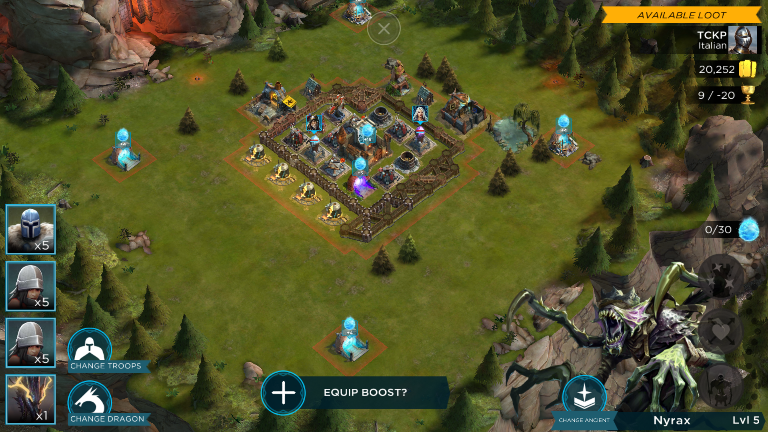 AVAILABLE LOOT
TCKP
Italian
20,252
9 / -20
0/30
x5
x5
x5
x1
CHANGE TROOPS
CHANGE DRAGON
EQUIP BOOST?
CHANGE ANCIENT
Nyrax
Lvl 5